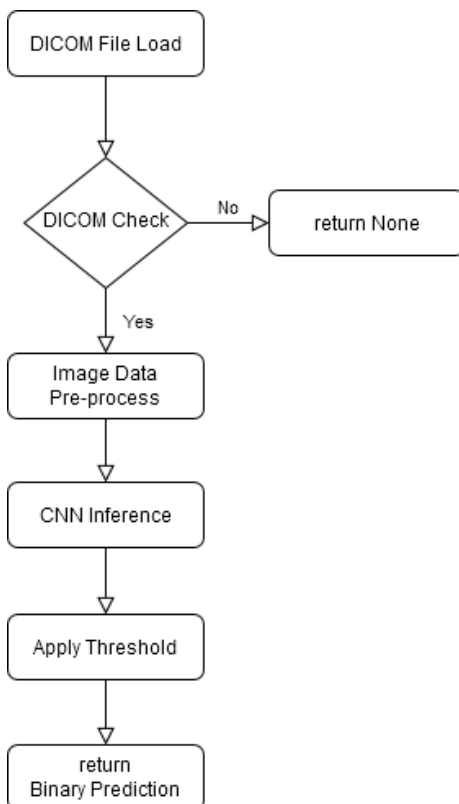 DICOM File Load
DICOM Check
No
return None
Yes
Image Data
Pre-process
CNN Inference
Apply Threshold
return
Binary Prediction